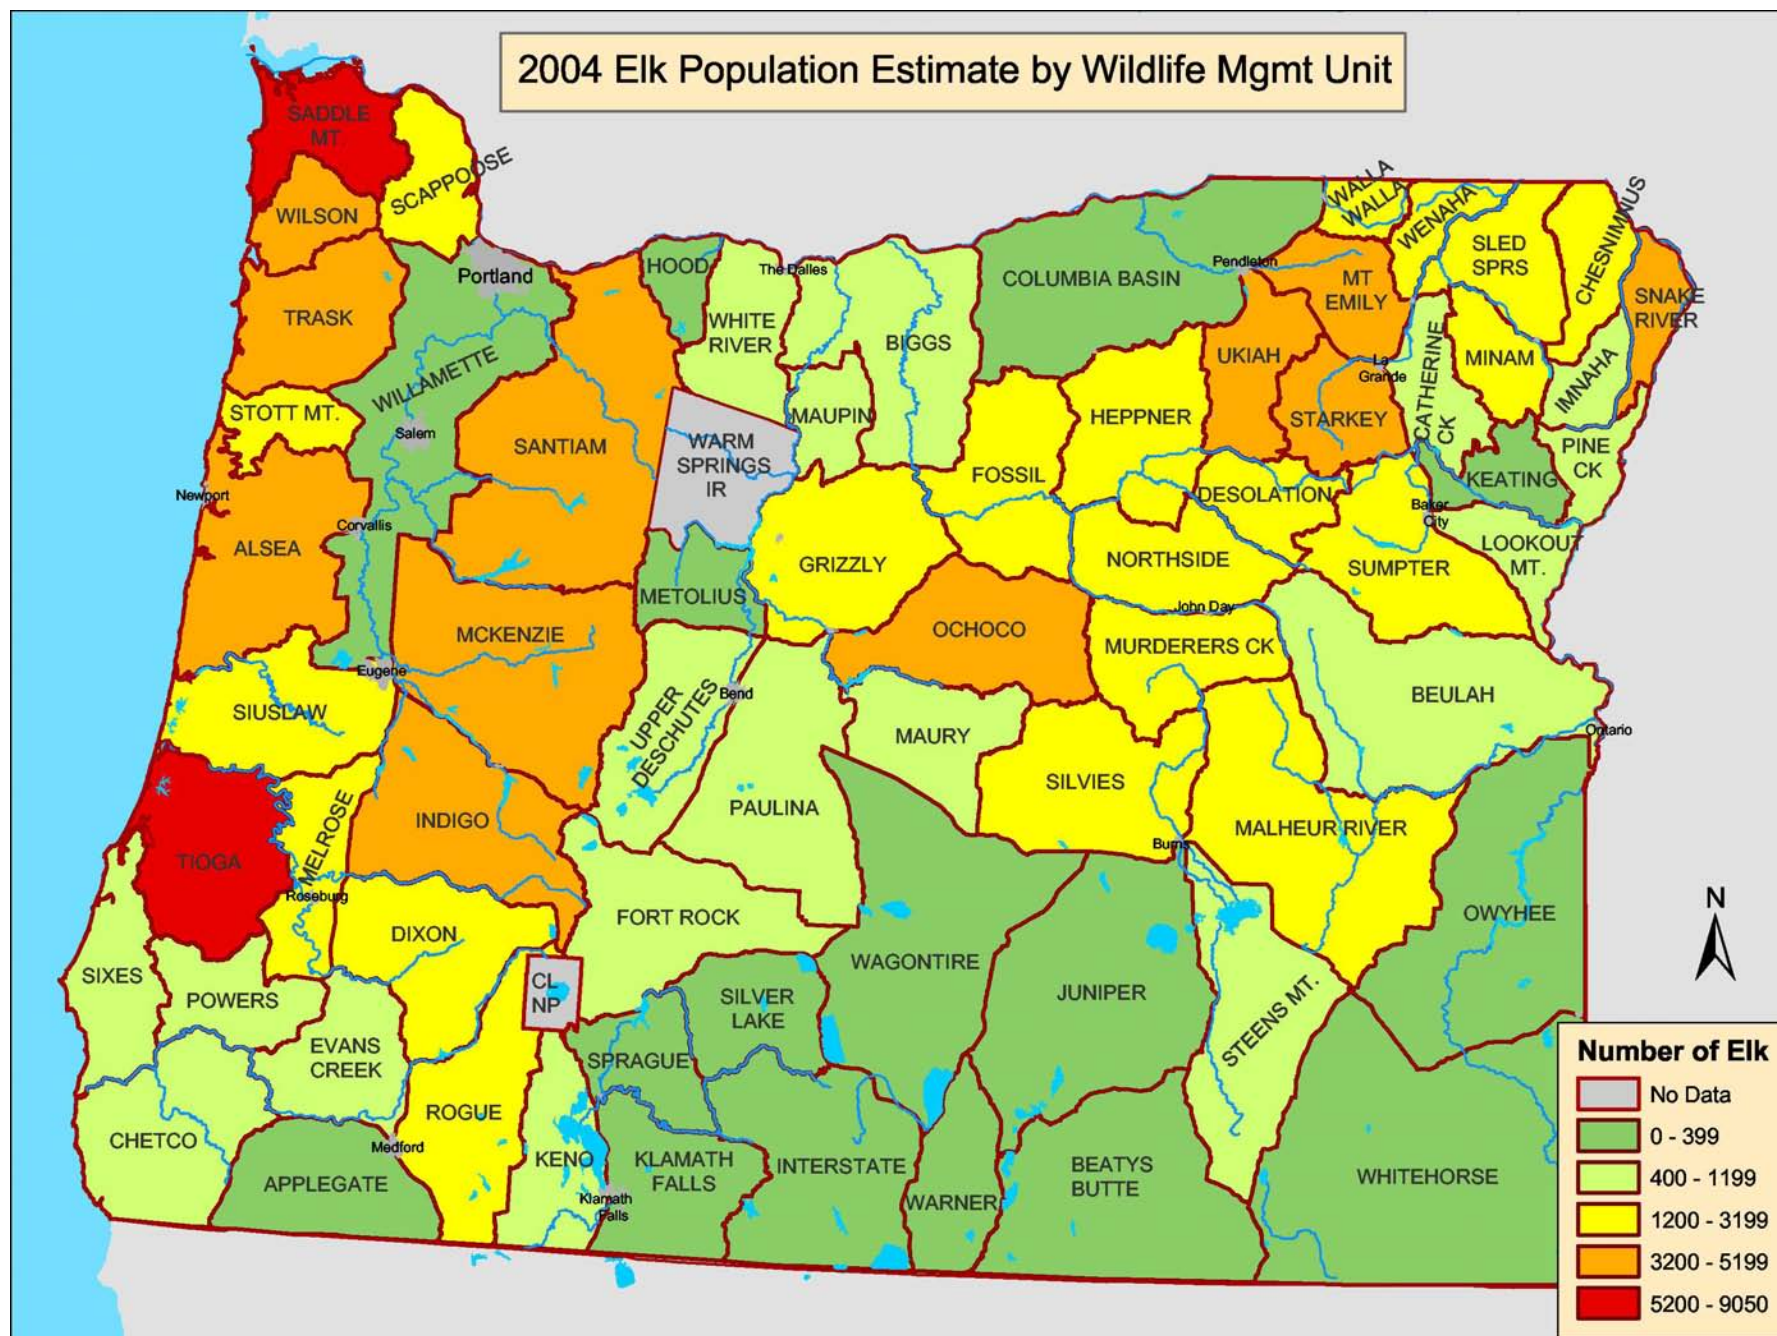 2004 Elk Population Estimate by Wildlife Mgmt Unit
SADDLE
MT.
SCAPPOOSE
WILSON
TRASK
Portland
HOOD
The Dalles
WHITE
RIVER
BIGGS
COLUMBIA BASIN
Pendleton
WALLA
WALLA
WENAHA
SLED
SPRS
CHESNIMNUS
SNAKE
RIVER
MT
EMILY
UKIAH
La
Grande
STARKEY
CATHERINE
CK
MINAM
IMNAHA
PINE
CK
KEATING
WILLAMETTE
STOTT MT.
Salem
SANTIAM
WARM
SPRINGS
IR
MAUPIN
HEPPNER
FOSSIL
DESOLATION
Baker
City
LOOKOUT
MT.
Newport
Corvallis
ALSEA
GRIZZLY
NORTHSIDE
SUMPTER
METOLIUS
John Day
MCKENZIE
OCHOCO
MURDERERS CK
Eugene
SIUSLAW
UPPER
DESCHUTES
Bend
BEULAH
MAURY
Ontario
SILVIES
PAULINA
INDIGO
MELROSE
MALHEUR RIVER
Burns
TIOGA
Roseburg
FORT ROCK
DIXON
OWYHEE
WAGONTIRE
SIXES
POWERS
CL
NP
SILVER
LAKE
JUNIPER
STEENS MT.
EVANS
CREEK
SPRAGUE
ROGUE
CHETCO
Medford
KENO
KLAMATH
FALLS
INTERSTATE
BEATYS
BUTTE
WHITEHORSE
APPLEGATE
Klamath
Falls
WARNER
N
Number of Elk
No Data
0 - 399
400 - 1199
1200 - 3199
3200 - 5199
5200 - 9050